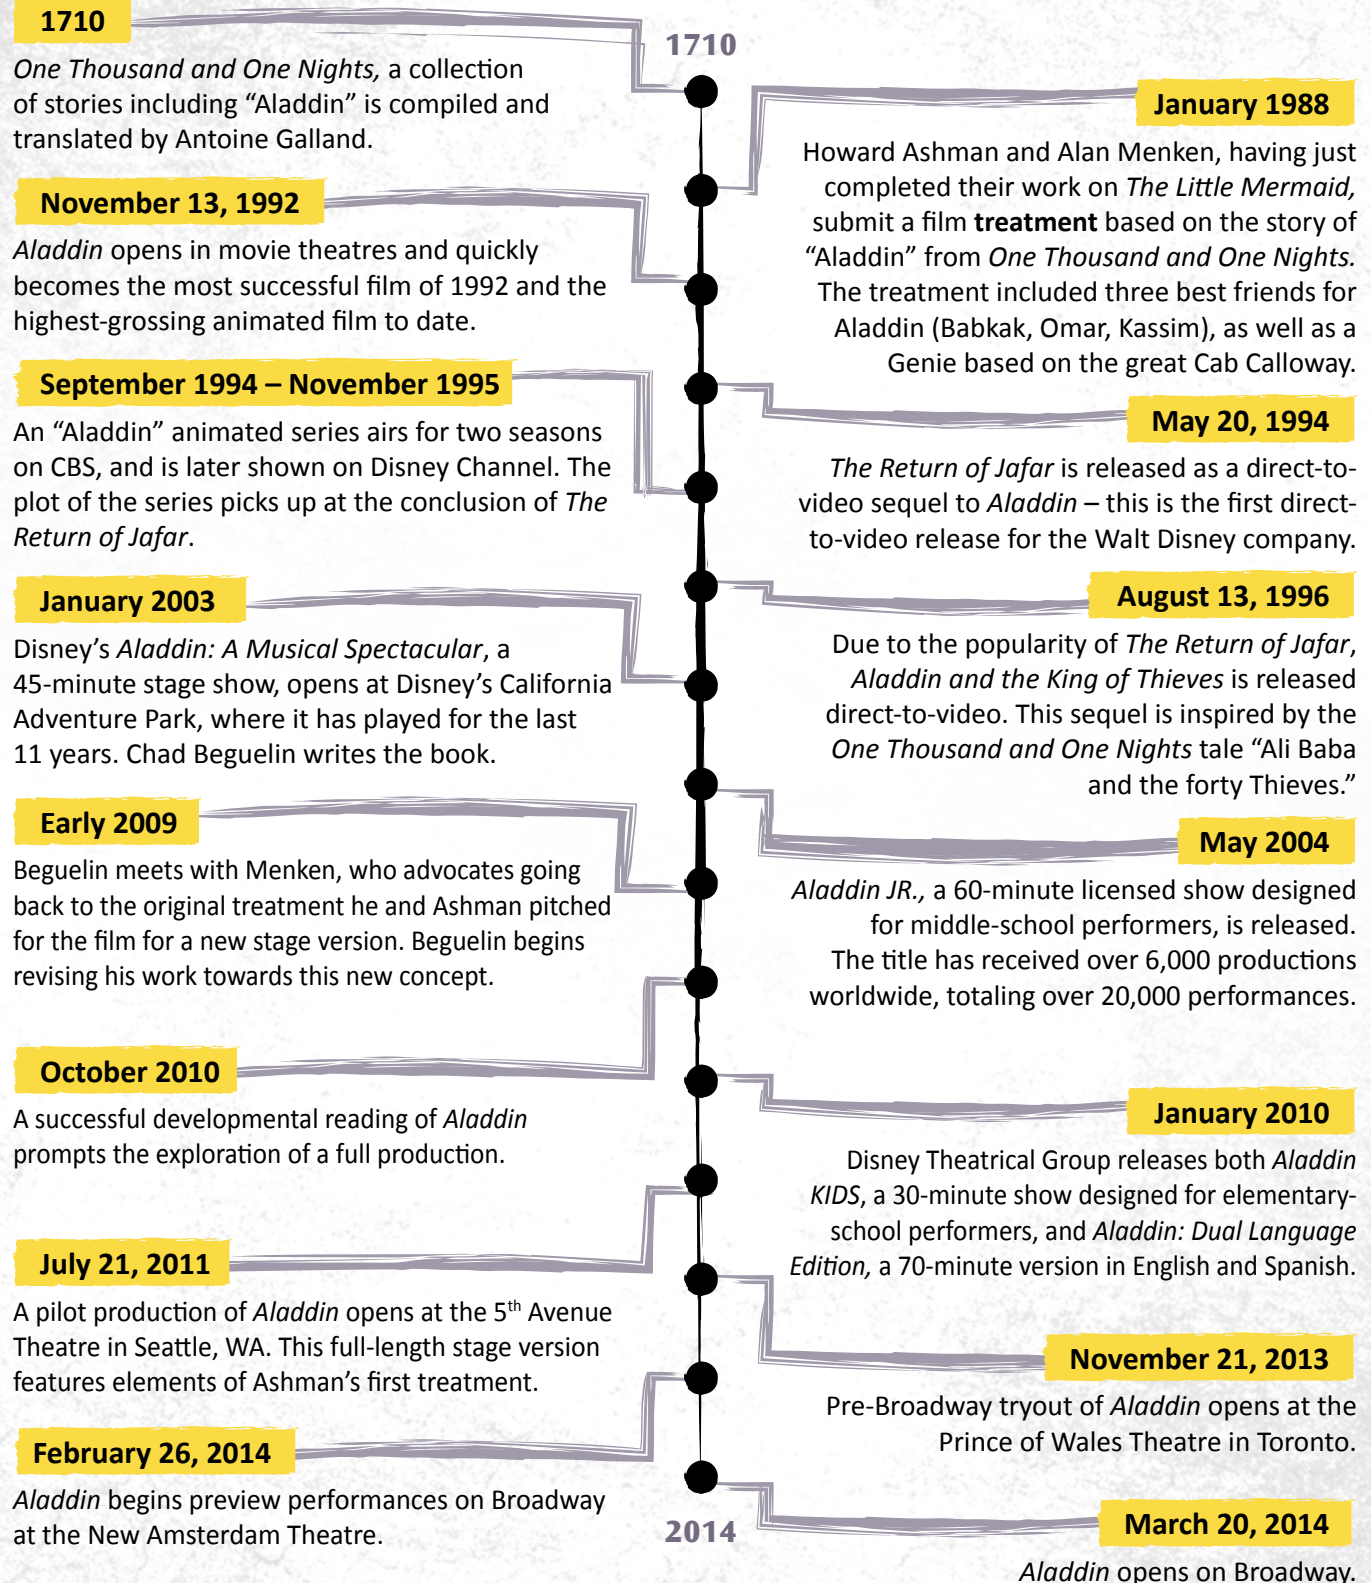 1710
One Thousand and One Nights, a collection
of stories including “Aladdin” is compiled and
translated by Antoine Galland.
1710
January 1988
Howard Ashman and Alan Menken, having just
completed their work on The Little Mermaid,
submit a film treatment based on the story of
“Aladdin” from One Thousand and One Nights.
The treatment included three best friends for
Aladdin (Babkak, Omar, Kassim), as well as a
Genie based on the great Cab Calloway.
November 13, 1992
Aladdin opens in movie theatres and quickly
becomes the most successful film of 1992 and the
highest-grossing animated film to date.
May 20, 1994
The Return of Jafar is released as a direct-to-
video sequel to Aladdin – this is the first direct-
to-video release for the Walt Disney company.
September 1994 – November 1995
An “Aladdin” animated series airs for two seasons
on CBS, and is later shown on Disney Channel. The
plot of the series picks up at the conclusion of The
Return of Jafar.
August 13, 1996
Due to the popularity of The Return of Jafar,
Aladdin and the King of Thieves is released
direct-to-video. This sequel is inspired by the
One Thousand and One Nights tale “Ali Baba
and the forty Thieves.”
January 2003
Disney’s Aladdin: A Musical Spectacular, a
45-minute stage show, opens at Disney’s California
Adventure Park, where it has played for the last
11 years. Chad Beguelin writes the book.
May 2004
Aladdin JR., a 60-minute licensed show designed
for middle-school performers, is released.
The title has received over 6,000 productions
worldwide, totaling over 20,000 performances.
Early 2009
Beguelin meets with Menken, who advocates going
back to the original treatment he and Ashman pitched
for the film for a new stage version. Beguelin begins
revising his work towards this new concept.
January 2010
Disney Theatrical Group releases both Aladdin
KIDS, a 30-minute show designed for elementary-
school performers, and Aladdin: Dual Language
Edition, a 70-minute version in English and Spanish.
October 2010
A successful developmental reading of Aladdin
prompts the exploration of a full production.
July 21, 2011
A pilot production of Aladdin opens at the 5th Avenue
Theatre in Seattle, WA. This full-length stage version
features elements of Ashman’s first treatment.
November 21, 2013
Pre-Broadway tryout of Aladdin opens at the
Prince of Wales Theatre in Toronto.
February 26, 2014
Aladdin begins preview performances on Broadway
at the New Amsterdam Theatre.
2014
March 20, 2014
Aladdin opens on Broadway.